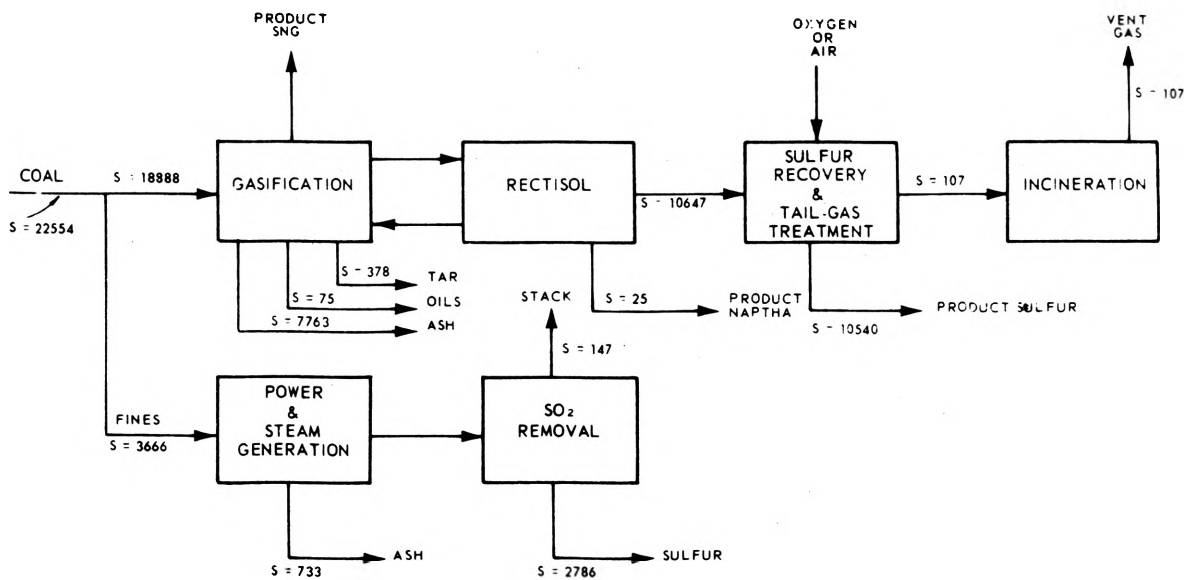 PRODUCT
SNG
OXYGEN
OR
AIR
VENT
GAS
S - 107
COAL
S = 18888
S = 22554
GASIFICATION
RECTISOL
S - 10647
SULFUR
RECOVERY
&
TAIL-GAS
TREATMENT
S = 107
INCINERATION
S - 378
TAR
S = 75
OILS
S = 7763
ASH
STACK
S = 25
PRODUCT
NAPTHA
PRODUCT SULFUR
S - 10540
S = 147
POWER
&
STEAM
GENERATION
SO₂
REMOVAL
FINES
S = 3666
ASH
S = 733
SULFUR
S = 2786